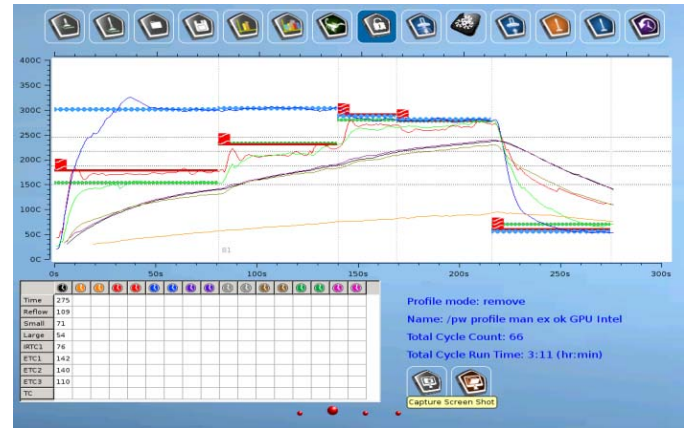 400C
350C
300C
250C
200C
150C
100C
50C
0C
81
0s 50s 100s 150s 200s 250s 300s
Time 275
Reflow 109
Small 71
Large 54
IRTC1 76
ETC1 142
ETC2 140
ETC3 110
TC
Profile mode: remove
Name: /pw profile man ex ok GPU Intel
Total Cycle Count: 66
Total Cycle Run Time: 3:11 (hr:min)
Capture Screen Shot